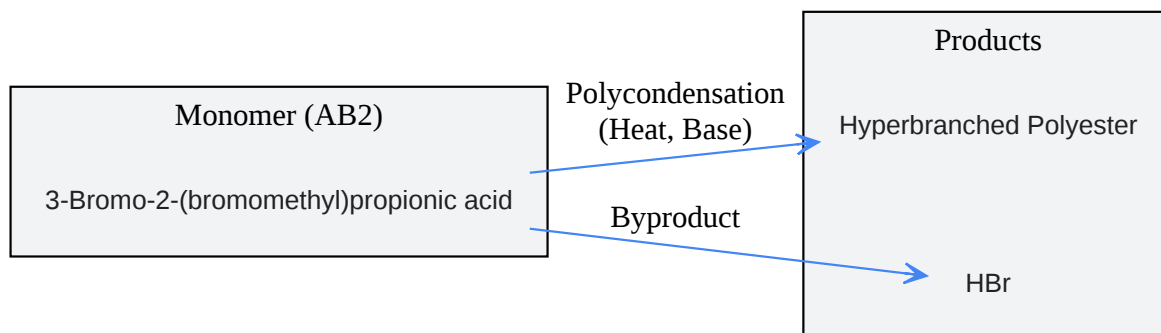 Products
Polycondensation
(Heat, Base)
Monomer (AB2)
Hyperbranched Polyester
3-Bromo-2-(bromomethyl)propionic acid
Byproduct
HBr